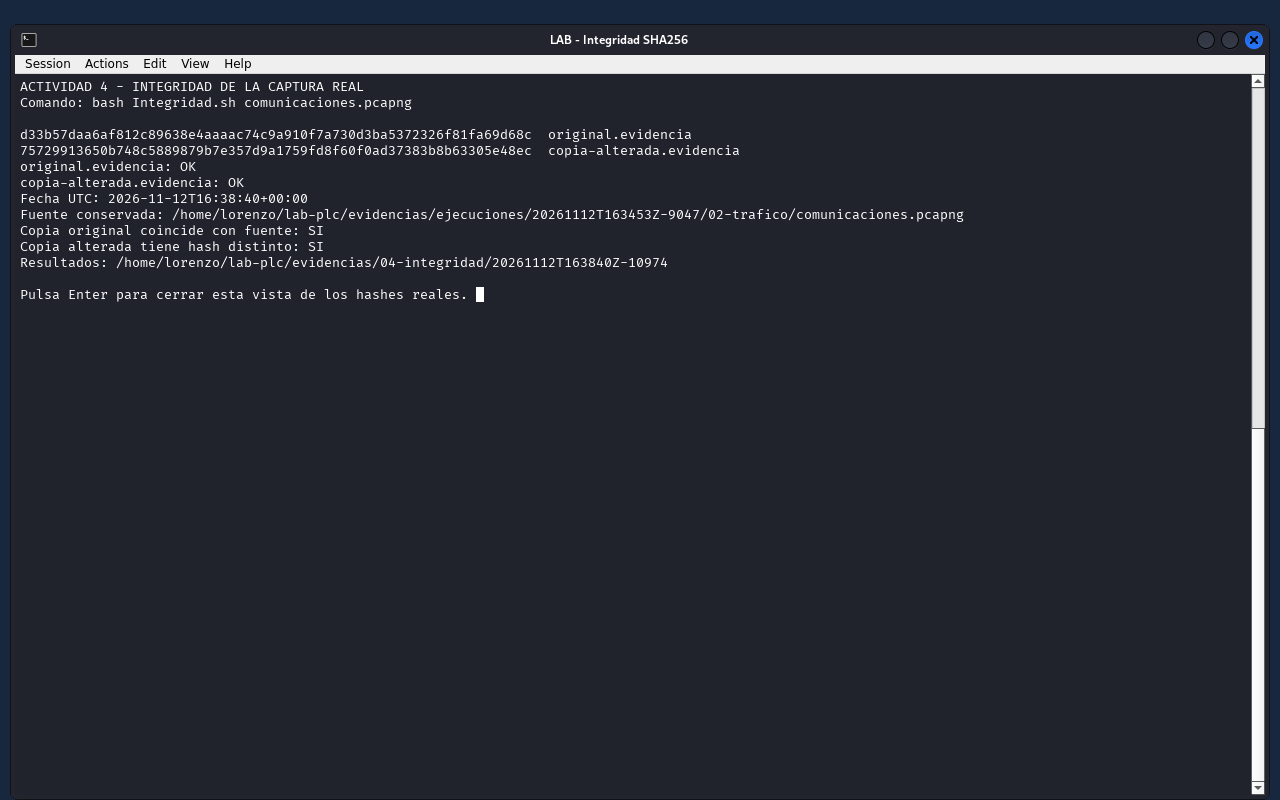 LAB - Integridad SHA256
Session Actions Edit View Help
ACTIVIDAD 4 - INTEGRIDAD DE LA CAPTURA REAL
Comando: bash Integridad.sh comunicaciones.pcapng
d33b57daa6af812c89638e4aaaac74c9a910f7a730d3ba5372326f81fa69d68c  original.evidencia
75729913650b748c5889879b7e357d9a1759fd8f60f0ad37383b8b63305e48ec  copia-alterada.evidencia
original.evidencia: OK
copia-alterada.evidencia: OK
Fecha UTC: 2026-11-12T16:38:40+00:00
Fuente conservada: /home/lorenzo/lab-plc/evidencias/ejecuciones/20261112T163453Z-9047/02-trafico/comunicaciones.pcapng
Copia original coincide con fuente: SI
Copia alterada tiene hash distinto: SI
Resultados: /home/lorenzo/lab-plc/evidencias/04-integridad/20261112T163840Z-10974
Pulsa Enter para cerrar esta vista de los hashes reales.